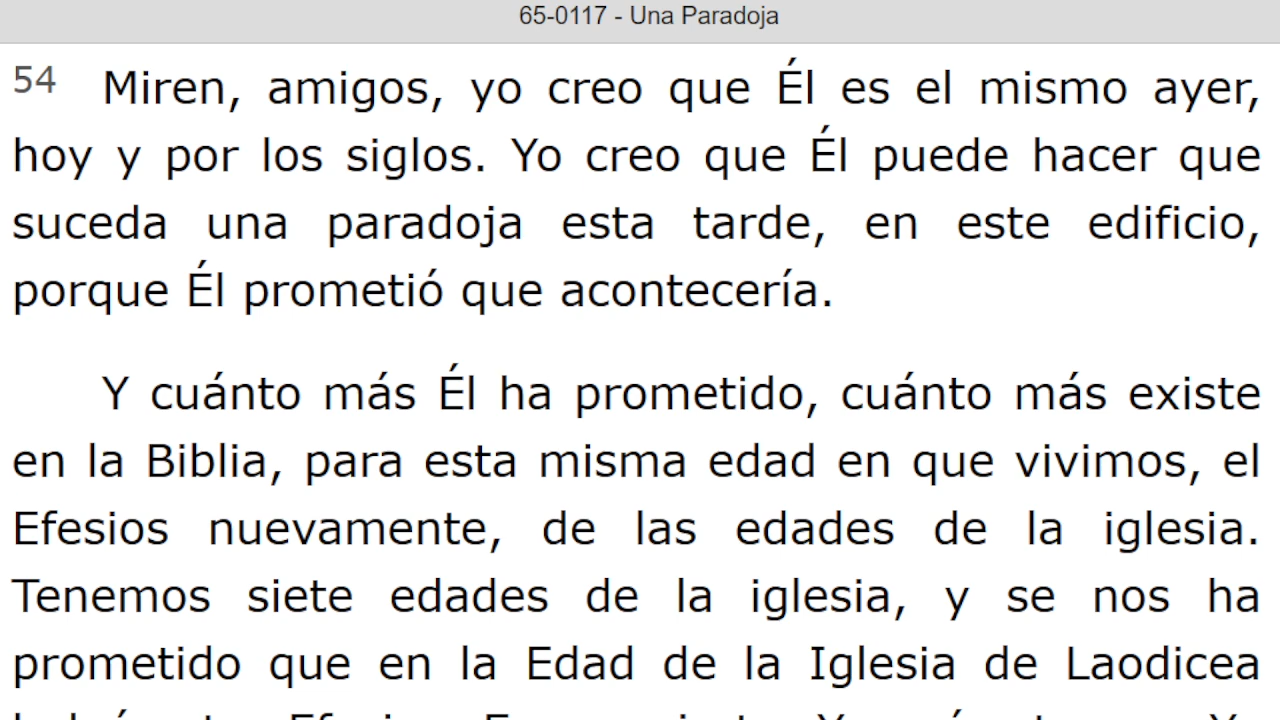 65-0117 - Una Paradoja
54 Miren, amigos, yo creo que Él es el mismo ayer,
hoy y por los siglos. Yo creo que Él puede hacer que
suceda una paradoja esta tarde, en este edificio,
porque Él prometió que acontecería.
Y cuánto más Él ha prometido, cuánto más existe
en la Biblia, para esta misma edad en que vivimos, el
Efesios nuevamente, de las edades de la iglesia.
Tenemos siete edades de la iglesia, y se nos ha
prometido que en la Edad de la Iglesia de Laodicea